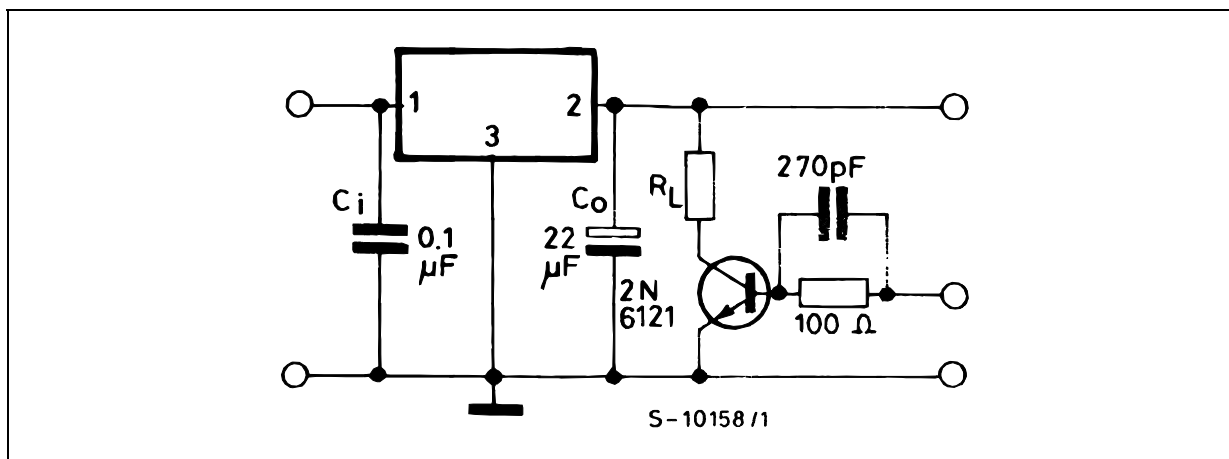 1
2
3
Ci
0.1
µF
Co
22
µF
RL
270pF
2N
6121
100 Ω
S-10158/1